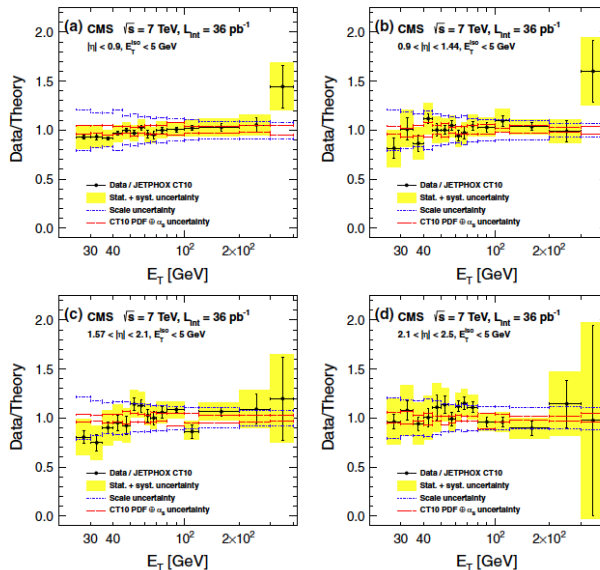 (a) CMS √s = 7 TeV, L_int = 36 pb⁻¹
|η| < 0.9, E_T^iso < 5 GeV
Data/Theory
2.0
1.5
1.0
0.5
0.0
Data / JETPHOX CT10
Stat. + syst. uncertainty
Scale uncertainty
CT10 PDF ⊕ α_s uncertainty
30 40 10² 2×10²
E_T [GeV]
(b) CMS √s = 7 TeV, L_int = 36 pb⁻¹
0.9 < |η| < 1.44, E_T^iso < 5 GeV
Data/Theory
2.0
1.5
1.0
0.5
0.0
Data / JETPHOX CT10
Stat. + syst. uncertainty
Scale uncertainty
CT10 PDF ⊕ α_s uncertainty
30 40 10² 2×10²
E_T [GeV]
(c) CMS √s = 7 TeV, L_int = 36 pb⁻¹
1.57 < |η| < 2.1, E_T^iso < 5 GeV
Data/Theory
2.0
1.5
1.0
0.5
0.0
Data / JETPHOX CT10
Stat. + syst. uncertainty
Scale uncertainty
CT10 PDF ⊕ α_s uncertainty
30 40 10² 2×10²
E_T [GeV]
(d) CMS √s = 7 TeV, L_int = 36 pb⁻¹
2.1 < |η| < 2.5, E_T^iso < 5 GeV
Data/Theory
2.0
1.5
1.0
0.5
0.0
Data / JETPHOX CT10
Stat. + syst. uncertainty
Scale uncertainty
CT10 PDF ⊕ α_s uncertainty
30 40 10² 2×10²
E_T [GeV]